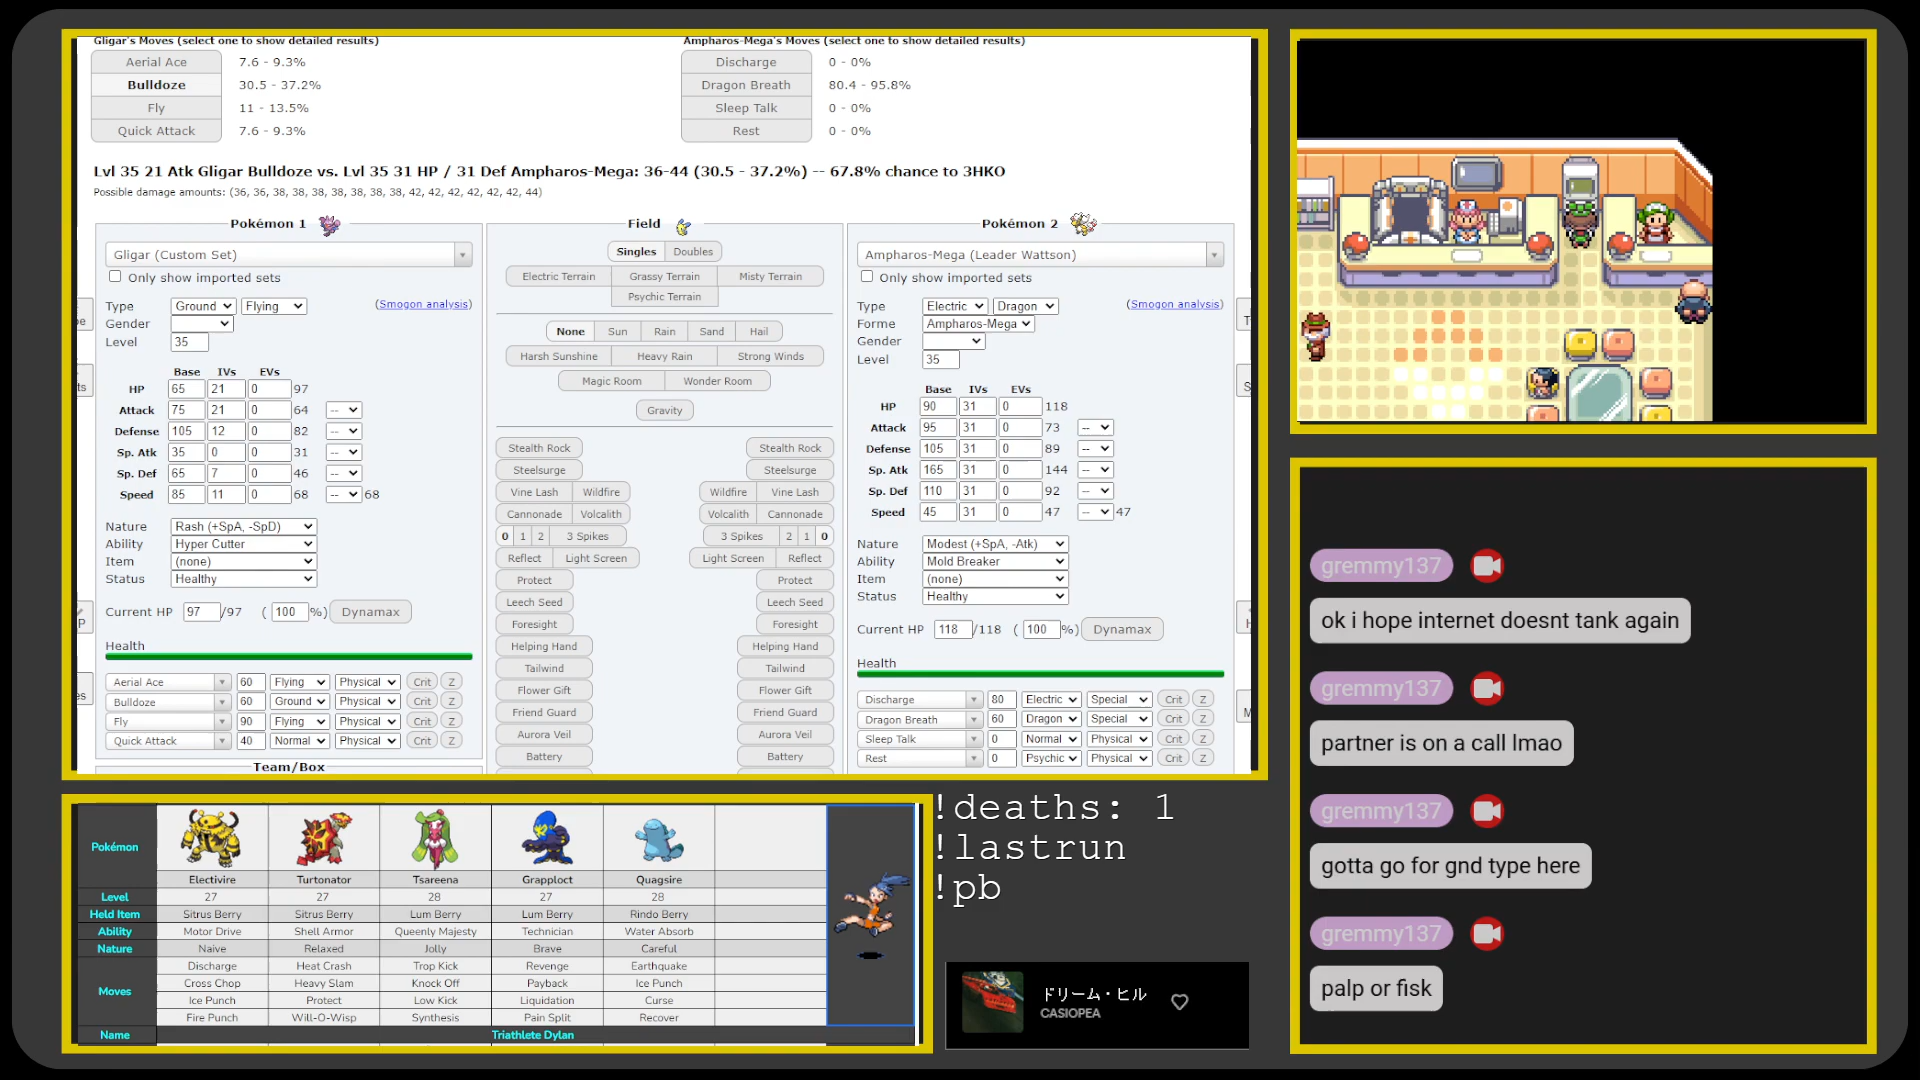 Gligar's Moves (select one to show detailed results)
Aerial Ace 7.6 - 9.3%
Bulldoze 30.5 - 37.2%
Fly 11 - 13.5%
Quick Attack 7.6 - 9.3%
Ampharos-Mega's Moves (select one to show detailed results)
Discharge 0 - 0%
Dragon Breath 80.4 - 95.8%
Sleep Talk 0 - 0%
Rest 0 - 0%
Lvl 35 21 Atk Gligar Bulldoze vs. Lvl 35 31 HP / 31 Def Ampharos-Mega: 36-44 (30.5 - 37.2%) -- 67.8% chance to 3HKO
Possible damage amounts: (36, 36, 38, 38, 38, 38, 38, 38, 38, 42, 42, 42, 42, 42, 42, 44)
Pokémon 1
Gligar (Custom Set)
Only show imported sets
Type Ground Flying (Smogon analysis)
Gender
Level 35
Base IVs EVs
HP 65 21 0 97
Attack 75 21 0 64 --
Defense 105 12 0 82 --
Sp. Atk 35 0 0 31 --
Sp. Def 65 7 0 46 --
Speed 85 11 0 68 -- 68
Nature Rash (+SpA, -SpD)
Ability Hyper Cutter
Item (none)
Status Healthy
Current HP 97 /97 ( 100 %) Dynamax
Health
Aerial Ace 60 Flying Physical Crit Z
Bulldoze 60 Ground Physical Crit Z
Fly 90 Flying Physical Crit Z
Quick Attack 40 Normal Physical Crit Z
Team/Box
Field
Singles Doubles
Electric Terrain Grassy Terrain Misty Terrain
Psychic Terrain
None Sun Rain Sand Hail
Harsh Sunshine Heavy Rain Strong Winds
Magic Room Wonder Room
Gravity
Stealth Rock Stealth Rock
Steelsurge Steelsurge
Vine Lash Wildfire Wildfire Vine Lash
Cannonade Volcalith Volcalith Cannonade
0 1 2 3 Spikes 3 Spikes 2 1 0
Reflect Light Screen Light Screen Reflect
Protect Protect
Leech Seed Leech Seed
Foresight Foresight
Helping Hand Helping Hand
Tailwind Tailwind
Flower Gift Flower Gift
Friend Guard Friend Guard
Aurora Veil Aurora Veil
Battery Battery
Pokémon 2
Ampharos-Mega (Leader Wattson)
Only show imported sets
Type Electric Dragon (Smogon analysis)
Forme Ampharos-Mega
Gender
Level 35
Base IVs EVs
HP 90 31 0 118
Attack 95 31 0 73 --
Defense 105 31 0 89 --
Sp. Atk 165 31 0 144 --
Sp. Def 110 31 0 92 --
Speed 45 31 0 47 -- 47
Nature Modest (+SpA, -Atk)
Ability Mold Breaker
Item (none)
Status Healthy
Current HP 118 /118 ( 100 %) Dynamax
Health
Discharge 80 Electric Special Crit Z
Dragon Breath 60 Dragon Special Crit Z
Sleep Talk 0 Normal Physical Crit Z
Rest 0 Psychic Physical Crit Z
Pokémon
Electivire Turtonator Tsareena Grapploct Quagsire
Level 27 27 28 27 28
Held Item Sitrus Berry Sitrus Berry Lum Berry Lum Berry Rindo Berry
Ability Motor Drive Shell Armor Queenly Majesty Technician Water Absorb
Nature Naive Relaxed Jolly Brave Careful
Moves
Discharge Heat Crash Trop Kick Revenge Earthquake
Cross Chop Heavy Slam Knock Off Payback Ice Punch
Ice Punch Protect Low Kick Liquidation Curse
Fire Punch Will-O-Wisp Synthesis Pain Split Recover
Name Triathlete Dylan
!deaths: 1
!lastrun
!pb
ドリーム・ヒル
CASIOPEA
gremmy137
ok i hope internet doesnt tank again
gremmy137
partner is on a call lmao
gremmy137
gotta go for gnd type here
gremmy137
palp or fisk